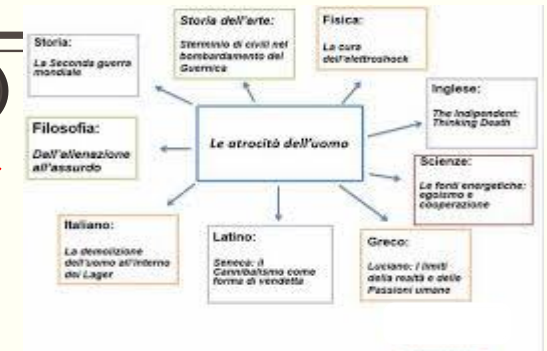 Storia:
La Seconda guerra
mondiale
Storia dell'arte:
Sterminio di civili nel
bombardamento del
Guernica
Fisica:
La cura
dell'elettroshock
Inglese:
The Indipendent:
Thinking Death
Filosofia:
Dall'alienazione
all'assurdo
Le atrocità dell'uomo
Scienze:
Le fonti energetiche:
egoismo e
cooperazione
Italiano:
La demolizione
dell'uomo all'interno
dei Lager
Latino:
Seneca: il
Cannibalismo come
forma di vendetta
Greco:
Luciano: i limiti
della realtà e delle
Passioni umane